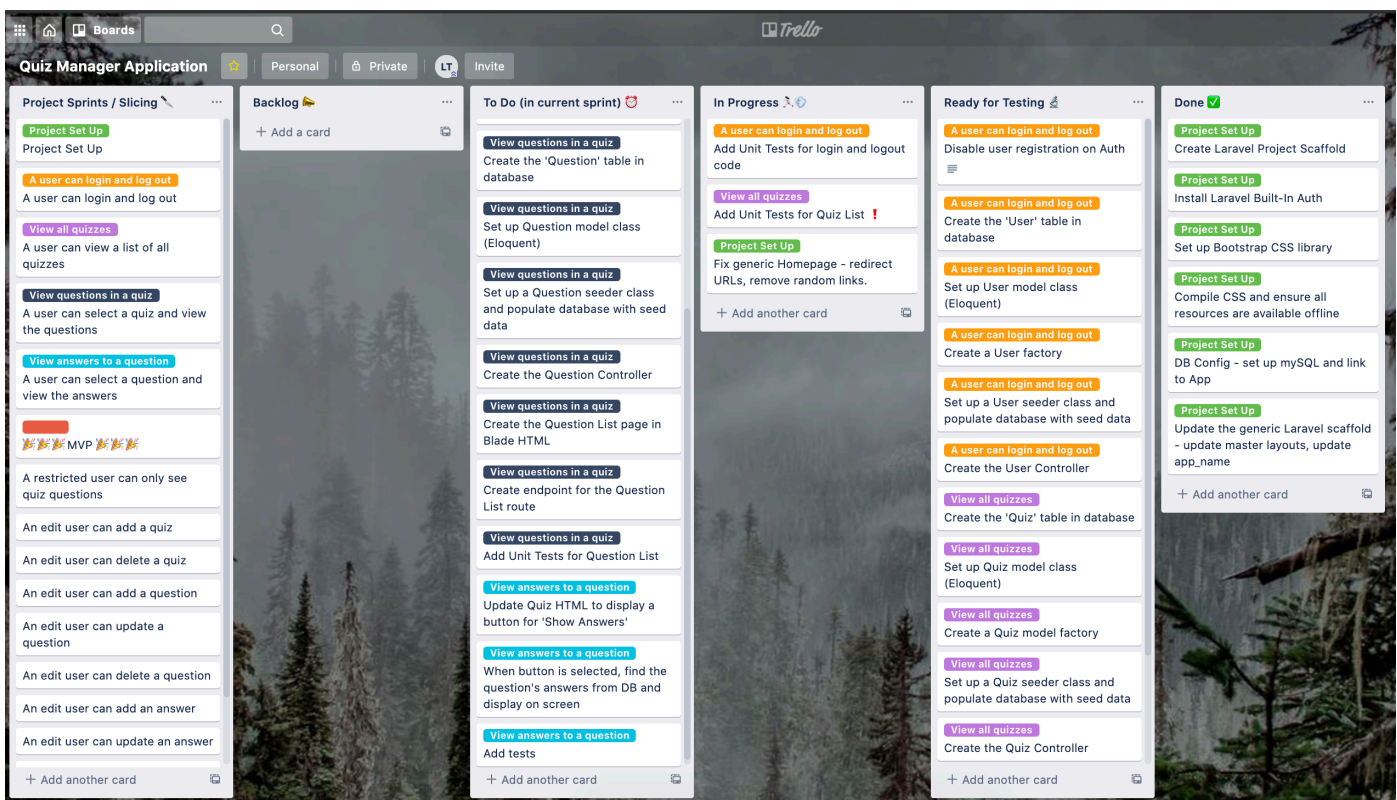 Boards
Trello
Quiz Manager Application
Personal
Private
LT
Invite
Project Sprints / Slicing
Project Set Up
Project Set Up
A user can login and log out
A user can login and log out
View all quizzes
A user can view a list of all
quizzes
View questions in a quiz
A user can select a quiz and view
the questions
View answers to a question
A user can select a question and
view the answers
🎉🎉🎉 MVP 🎉🎉🎉
A restricted user can only see
quiz questions
An edit user can add a quiz
An edit user can delete a quiz
An edit user can add a question
An edit user can update a
question
An edit user can delete a question
An edit user can add an answer
An edit user can update an answer
+ Add another card
Backlog
+ Add a card
To Do (in current sprint) ⏰
View questions in a quiz
Create the 'Question' table in
database
View questions in a quiz
Set up Question model class
(Eloquent)
View questions in a quiz
Set up a Question seeder class
and populate database with seed
data
View questions in a quiz
Create the Question Controller
View questions in a quiz
Create the Question List page in
Blade HTML
View questions in a quiz
Create endpoint for the Question
List route
View questions in a quiz
Add Unit Tests for Question List
View answers to a question
Update Quiz HTML to display a
button for 'Show Answers'
View answers to a question
When button is selected, find the
question's answers from DB and
display on screen
View answers to a question
Add tests
+ Add another card
In Progress
A user can login and log out
Add Unit Tests for login and logout
code
View all quizzes
Add Unit Tests for Quiz List ❗
Project Set Up
Fix generic Homepage - redirect
URLs, remove random links.
+ Add another card
Ready for Testing 🔬
A user can login and log out
Disable user registration on Auth
A user can login and log out
Create the 'User' table in
database
A user can login and log out
Set up User model class
(Eloquent)
A user can login and log out
Create a User factory
A user can login and log out
Set up a User seeder class and
populate database with seed data
A user can login and log out
Create the User Controller
View all quizzes
Create the 'Quiz' table in database
View all quizzes
Set up Quiz model class
(Eloquent)
View all quizzes
Create a Quiz model factory
View all quizzes
Set up a Quiz seeder class and
populate database with seed data
View all quizzes
Create the Quiz Controller
+ Add another card
Done ✅
Project Set Up
Create Laravel Project Scaffold
Project Set Up
Install Laravel Built-In Auth
Project Set Up
Set up Bootstrap CSS library
Project Set Up
Compile CSS and ensure all
resources are available offline
Project Set Up
DB Config - set up mySQL and link
to App
Project Set Up
Update the generic Laravel scaffold
- update master layouts, update
app_name
+ Add another card